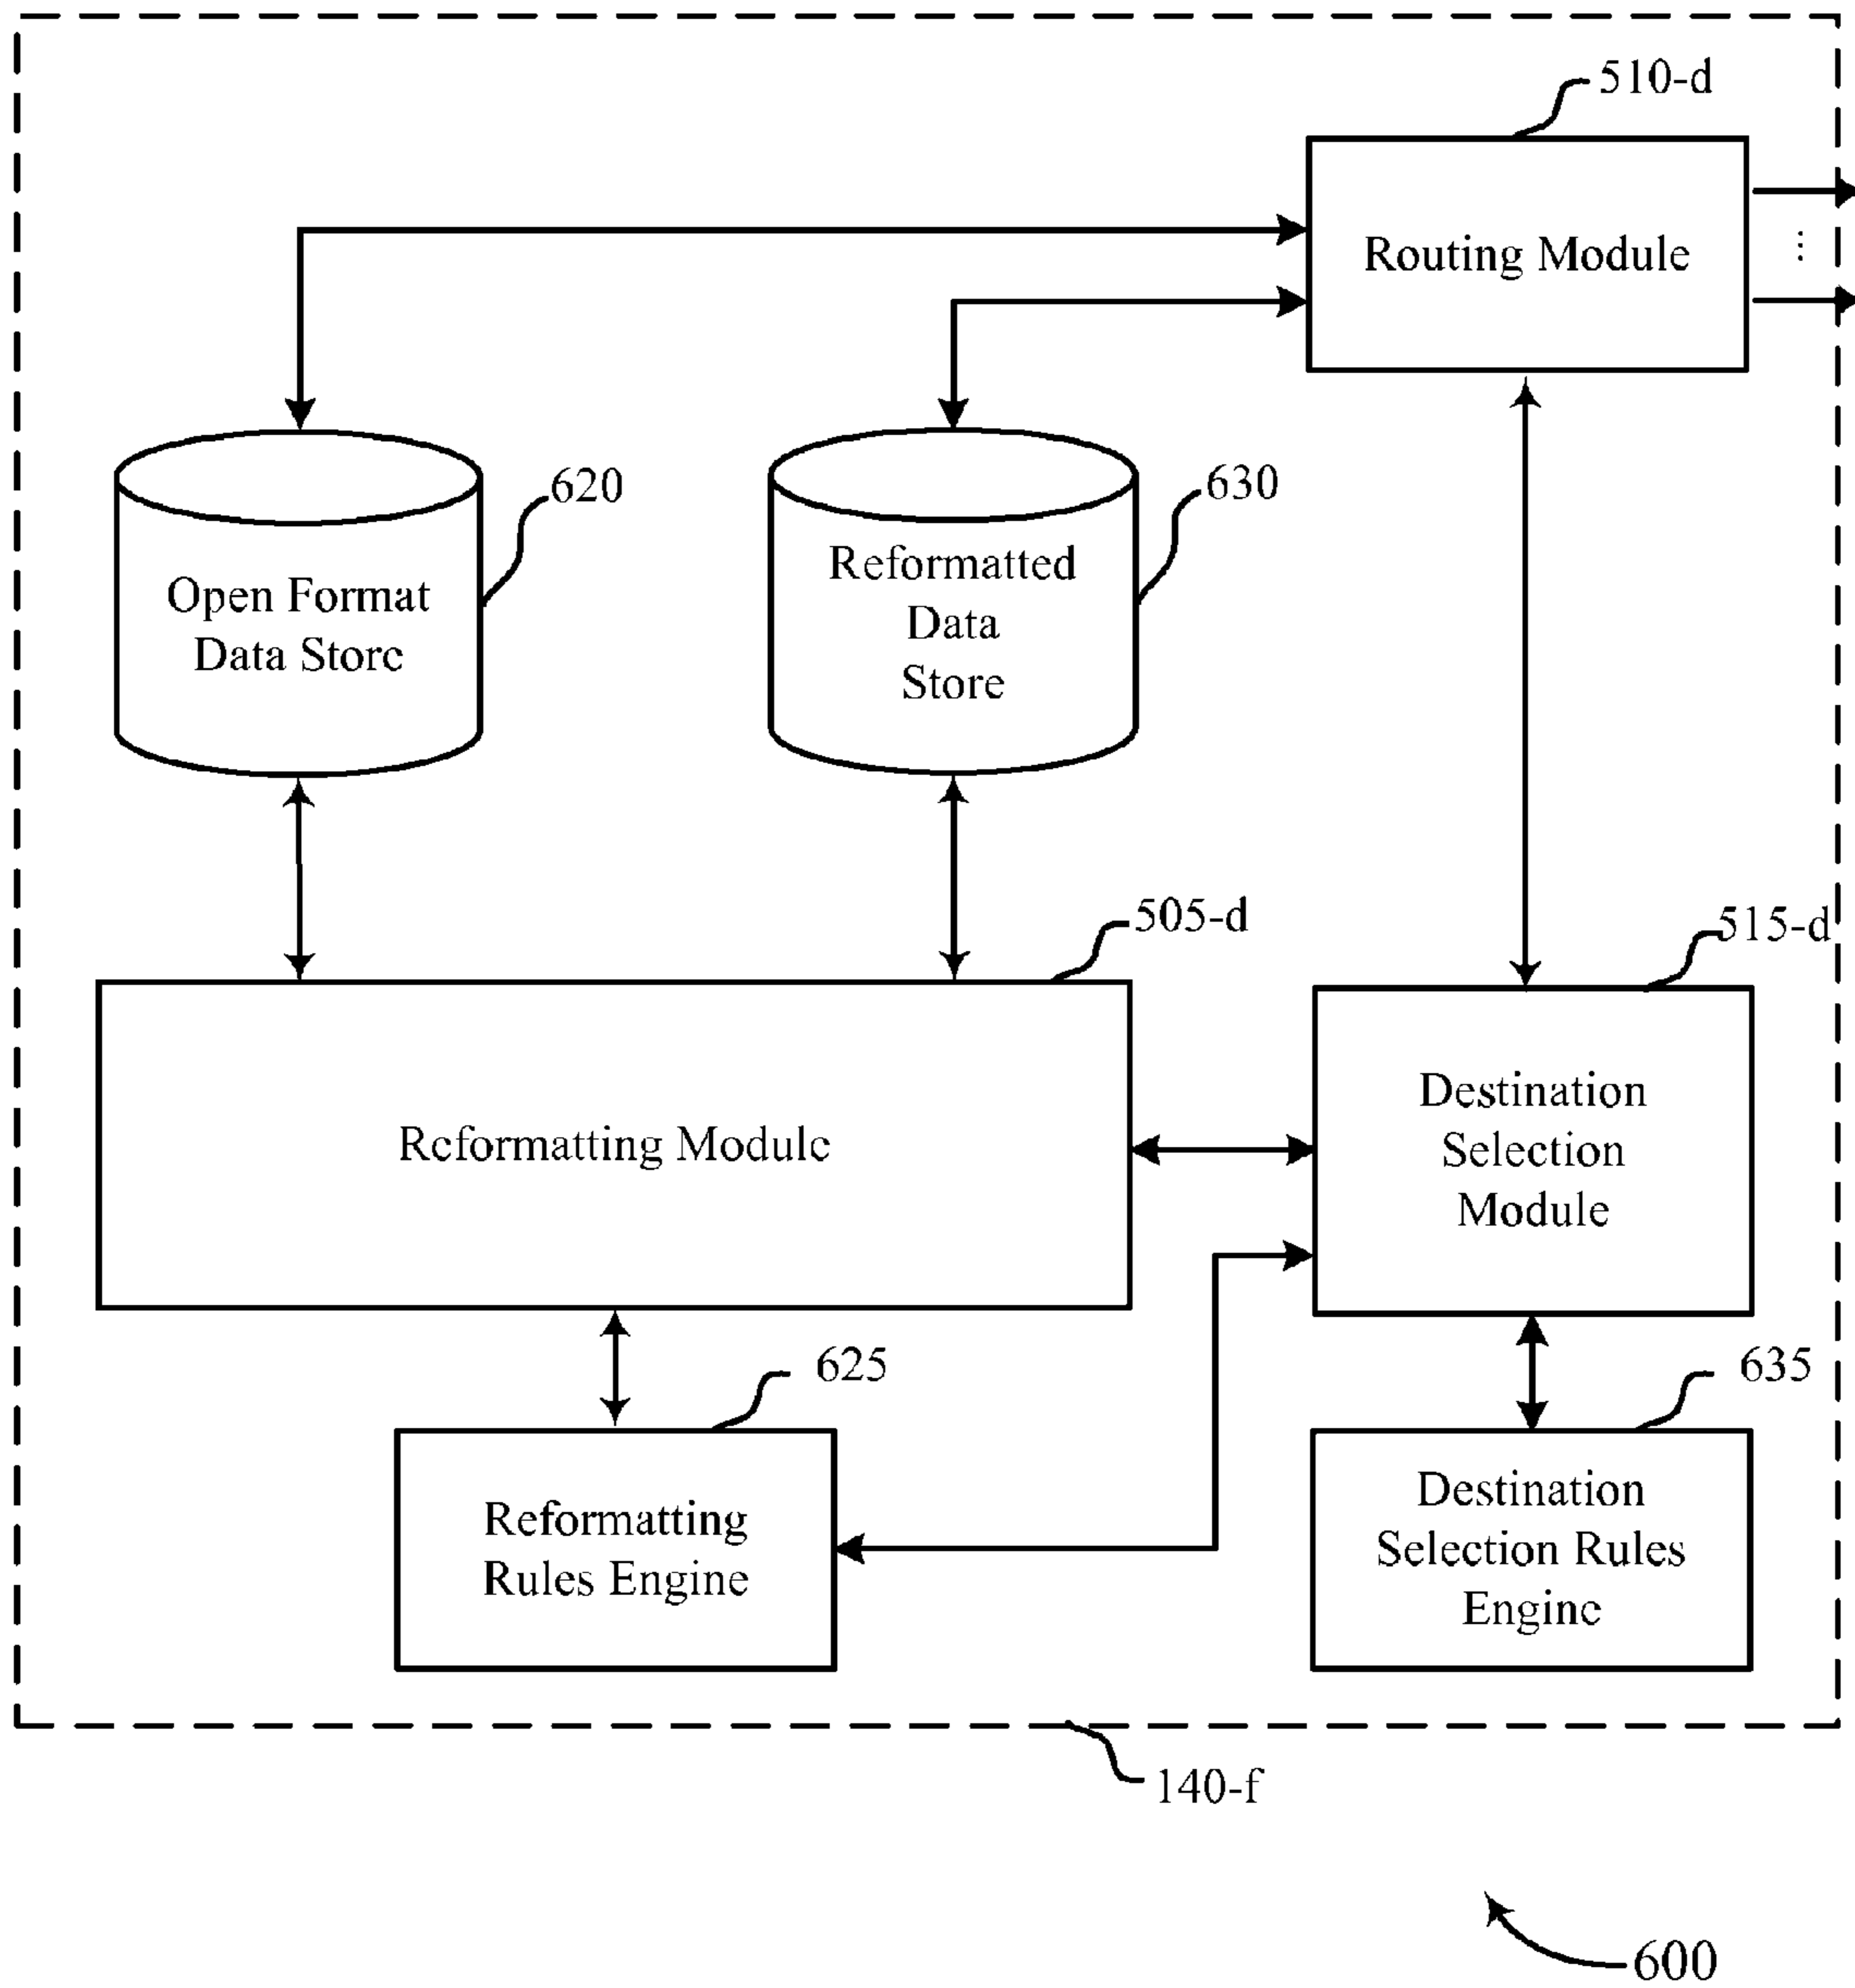 510-d
Routing Module
...
620
630
Open Format
Data Store
Reformatted
Data
Store
505-d
515-d
Reformatting Module
Destination
Selection
Module
625
635
Reformatting
Rules Engine
Destination
Selection Rules
Engine
140-f
600